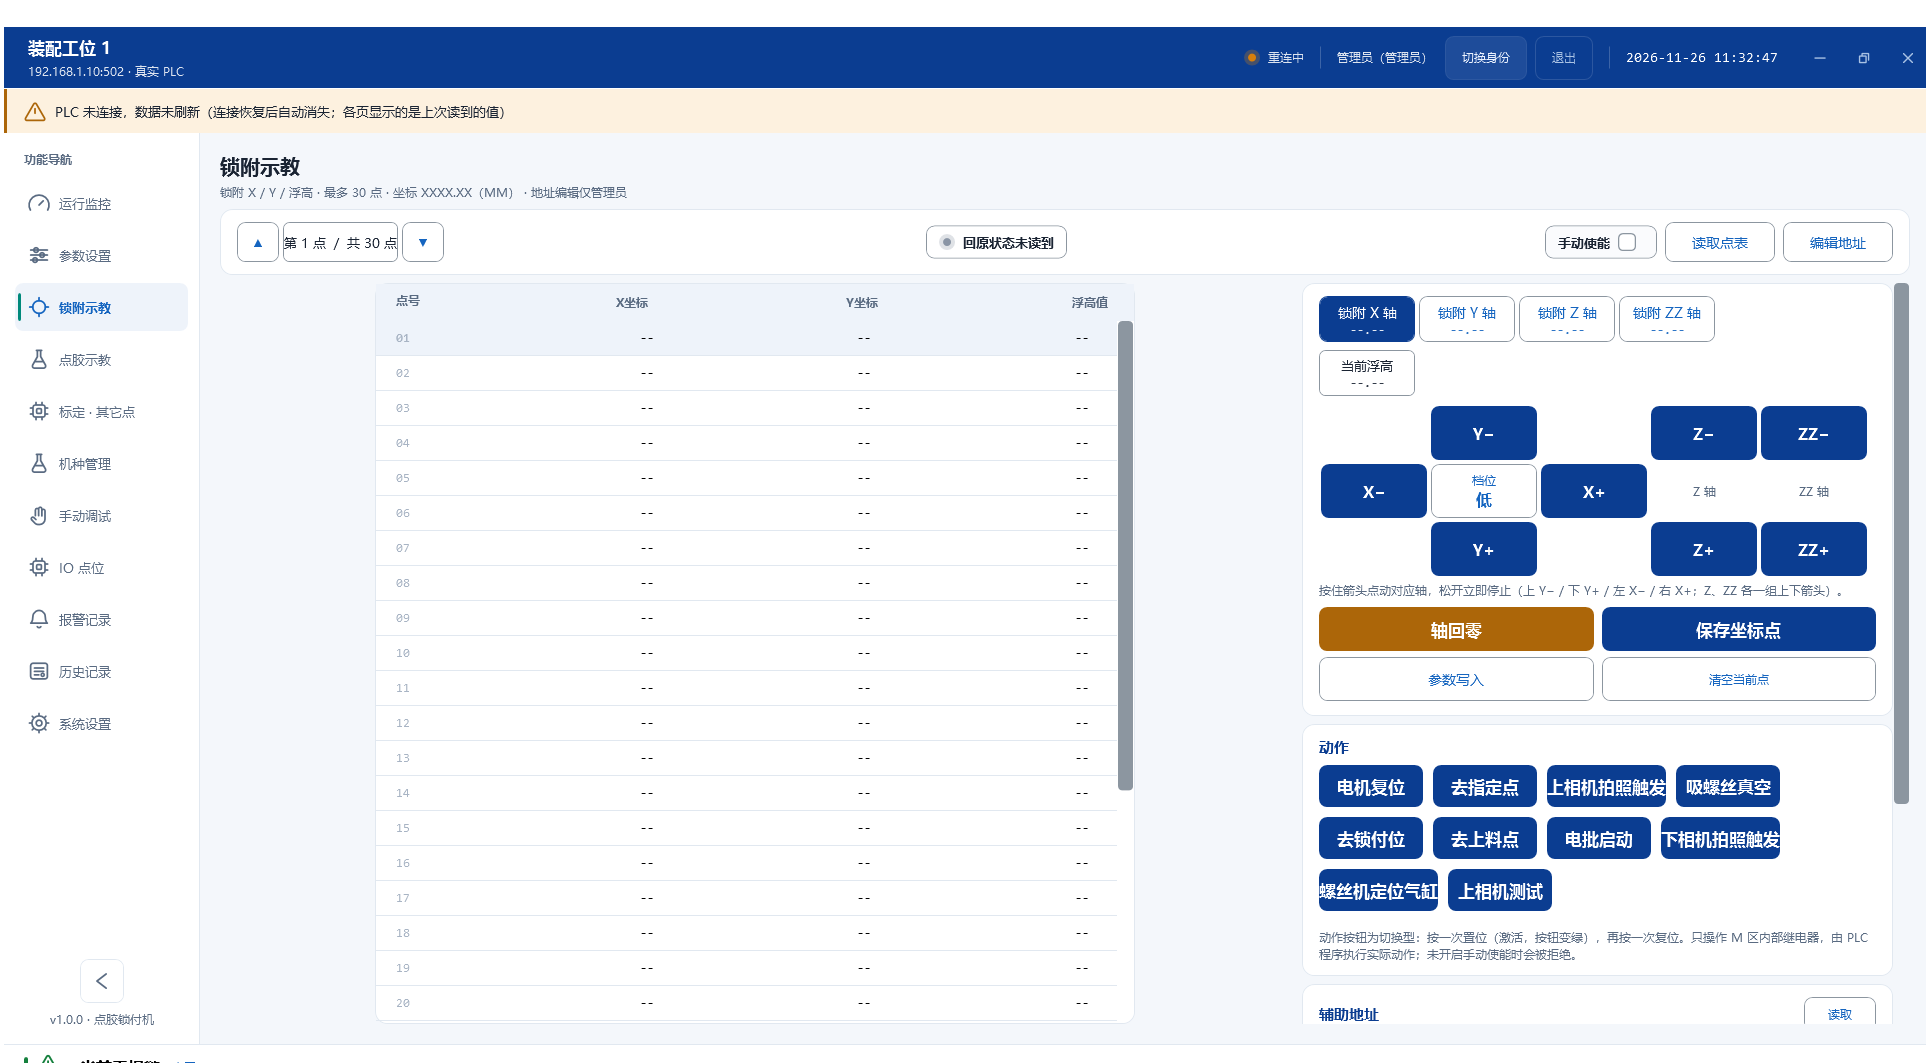 装配工位 1
192.168.1.10:502 · 真实 PLC
重连中
管理员（管理员）
切换身份
退出
2026-11-26 11:32:47
PLC 未连接，数据未刷新（连接恢复后自动消失；各页显示的是上次读到的值）
功能导航
运行监控
参数设置
锁附示教
点胶示教
标定 · 其它点
机种管理
手动调试
IO 点位
报警记录
历史记录
系统设置
v1.0.0 · 点胶锁付机
锁附示教
锁附 X / Y / 浮高 · 最多 30 点 · 坐标 XXXX.XX（MM） · 地址编辑仅管理员
▲
第 1 点 / 共 30 点
▼
回原状态未读到
手动使能
读取点表
编辑地址
点号 X坐标 Y坐标 浮高值
01 -- -- --
02 -- -- --
03 -- -- --
04 -- -- --
05 -- -- --
06 -- -- --
07 -- -- --
08 -- -- --
09 -- -- --
10 -- -- --
11 -- -- --
12 -- -- --
13 -- -- --
14 -- -- --
15 -- -- --
16 -- -- --
17 -- -- --
18 -- -- --
19 -- -- --
20 -- -- --
锁附 X 轴
--.--
锁附 Y 轴
--.--
锁附 Z 轴
--.--
锁附 ZZ 轴
--.--
当前浮高
--.--
Y−
Z−
ZZ−
X−
档位
低
X+
Z 轴
ZZ 轴
Y+
Z+
ZZ+
按住箭头点动对应轴，松开立即停止（上 Y− / 下 Y+ / 左 X− / 右 X+；Z、ZZ 各一组上下箭头）。
轴回零
保存坐标点
参数写入
清空当前点
动作
电机复位
去指定点
上相机拍照触发
吸螺丝真空
去锁付位
去上料点
电批启动
下相机拍照触发
螺丝机定位气缸
上相机测试
动作按钮为切换型：按一次置位（激活，按钮变绿），再按一次复位。只操作 M 区内部继电器，由 PLC
程序执行实际动作；未开启手动使能时会被拒绝。
辅助地址
读取